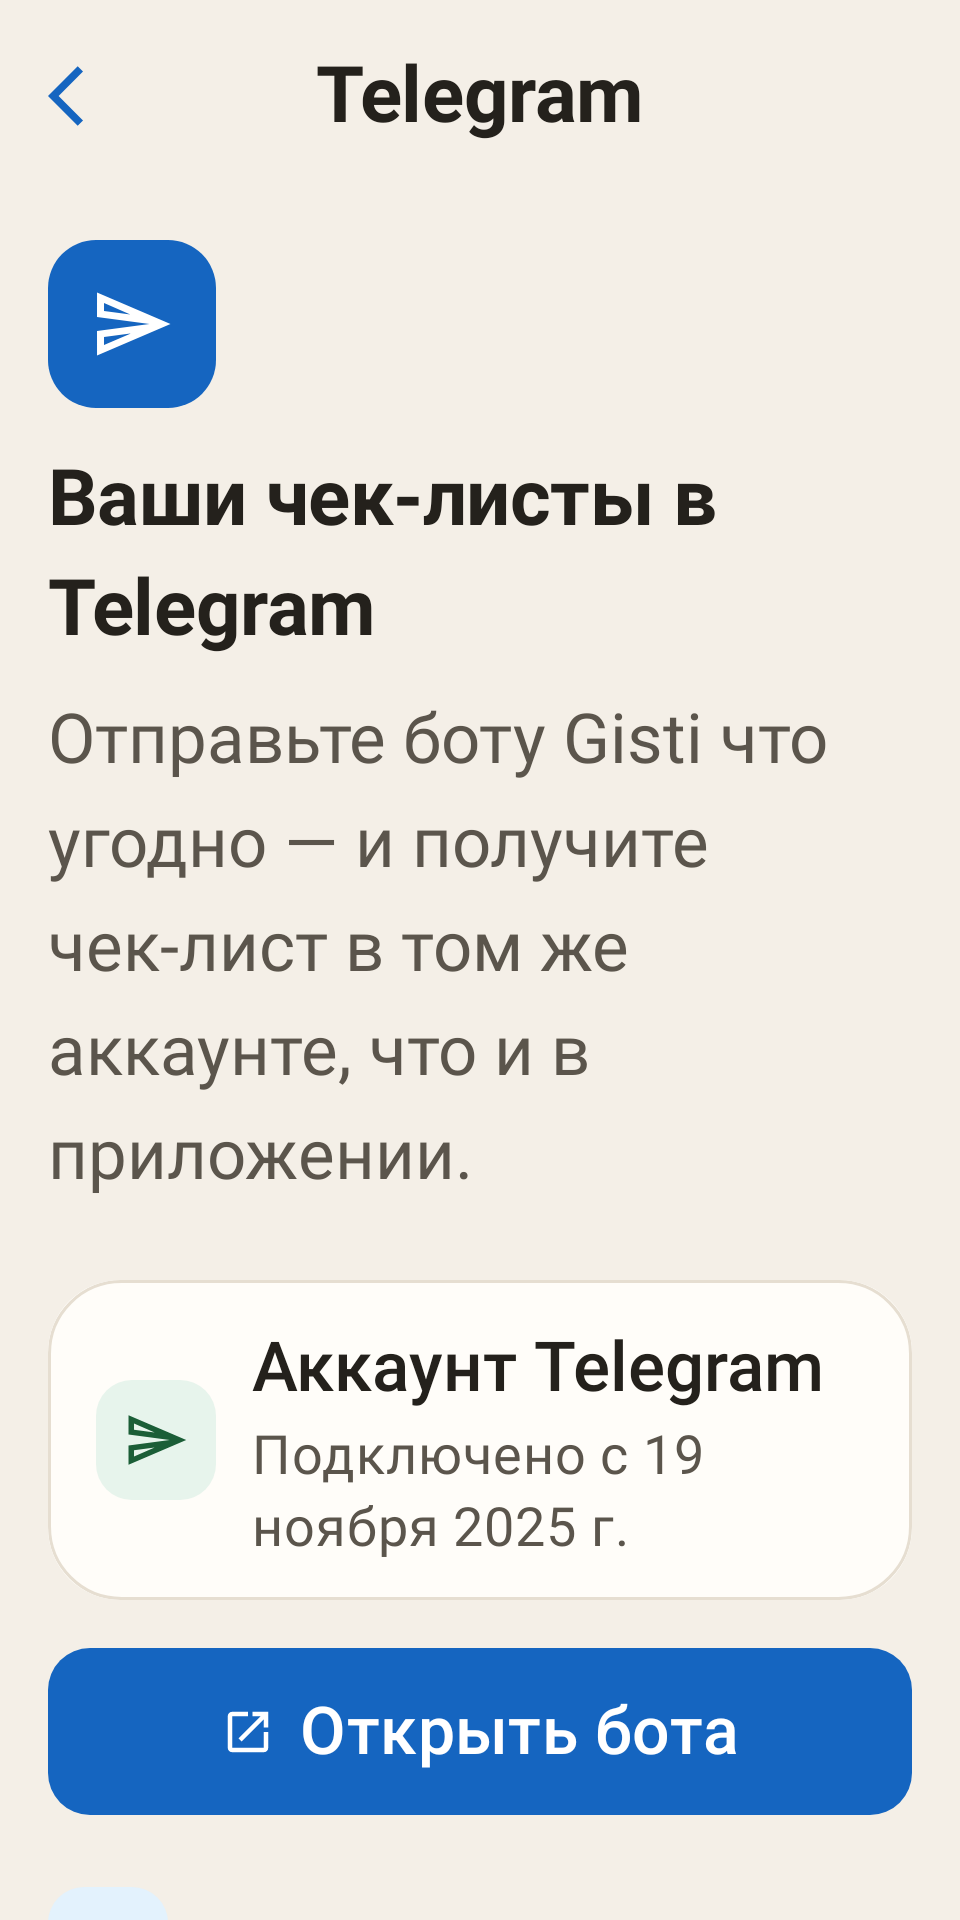 Telegram
Ваши чек-листы в
Telegram
Отправьте боту Gisti что
угодно — и получите
чек-лист в том же
аккаунте, что и в
приложении.
Аккаунт Telegram
Подключено с 19
ноября 2025 г.
Открыть бота